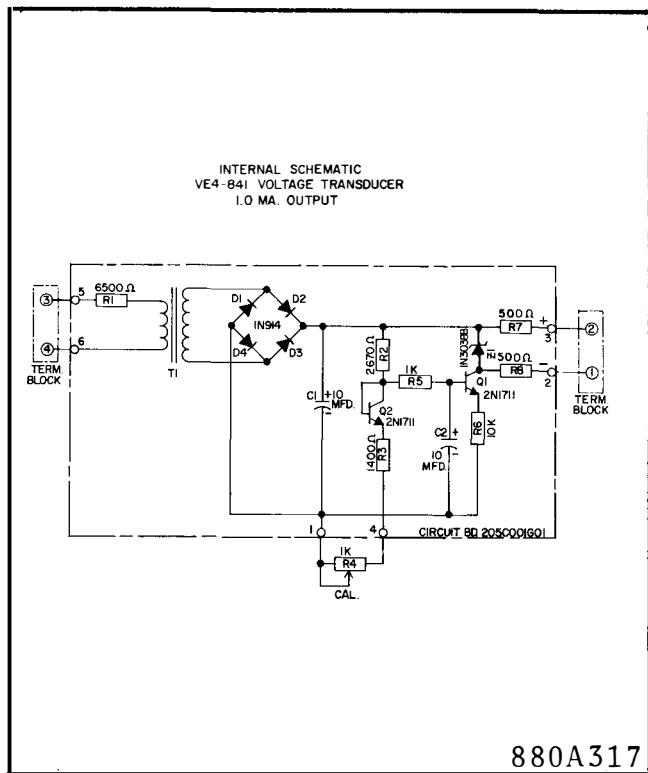 INTERNAL SCHEMATIC
VE4-841 VOLTAGE TRANSDUCER
1.0 MA. OUTPUT
6500 Ω
R1
5
3
4
6
TERM.
BLOCK
T1
D1
D2
1N914
D4
D3
C1
+
10
MFD.
-
2670 Ω
R2
1K
R5
Q2
2N1711
1400 Ω
R3
C2
+
10
MFD.
-
1N3038B
Z1
Q1
2N1711
R6
10K
500 Ω
R7
+
3
2
500 Ω
R8
-
2
1
TERM.
BLOCK
1
4
CIRCUIT BD 205C001G01
1K
R4
CAL.
880A317